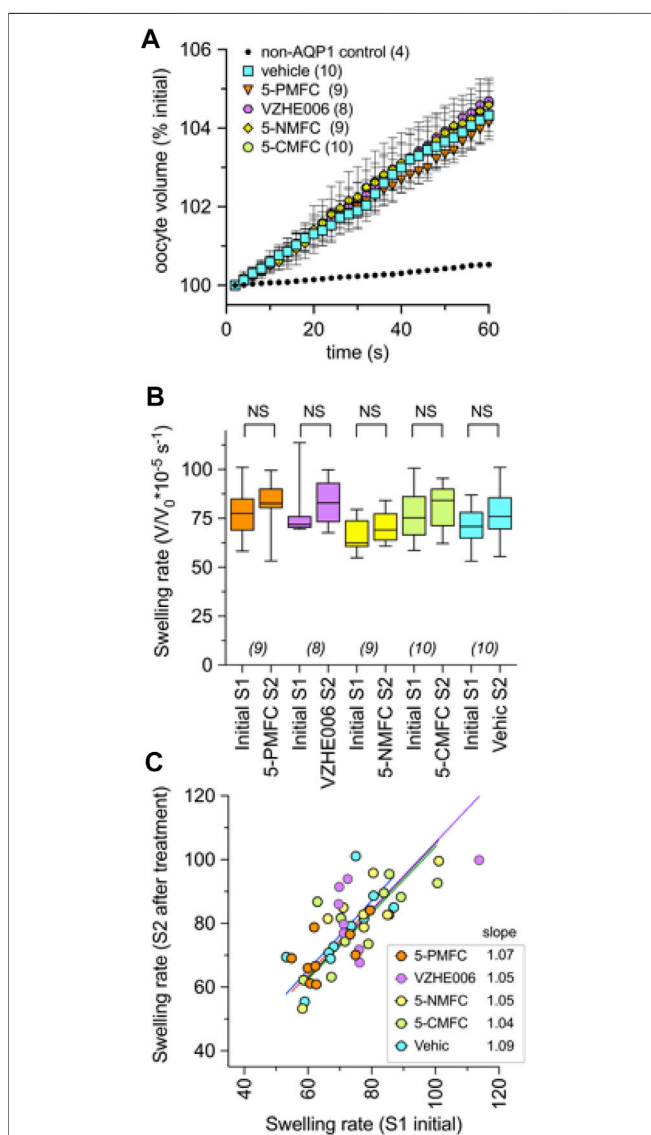 A
non-AQP1 control (4)
vehicle (10)
5-PMFC (9)
VZHE006 (8)
5-NMFC (9)
5-CMFC (10)
oocyte volume (% initial)
106
104
102
100
0 20 40 60
time (s)
B
NS NS NS NS NS
Swelling rate (V/V0*10-5 s-1)
100
75
50
25
0
(9) (8) (9) (10) (10)
Initial S1
5-PMFC S2
Initial S1
VZHE006 S2
Initial S1
5-NMFC S2
Initial S1
5-CMFC S2
Initial S1
Vehic S2
C
Swelling rate (S2 after treatment)
120
100
80
60
40
slope
5-PMFC 1.07
VZHE006 1.05
5-NMFC 1.05
5-CMFC 1.04
Vehic 1.09
40 60 80 100 120
Swelling rate (S1 initial)